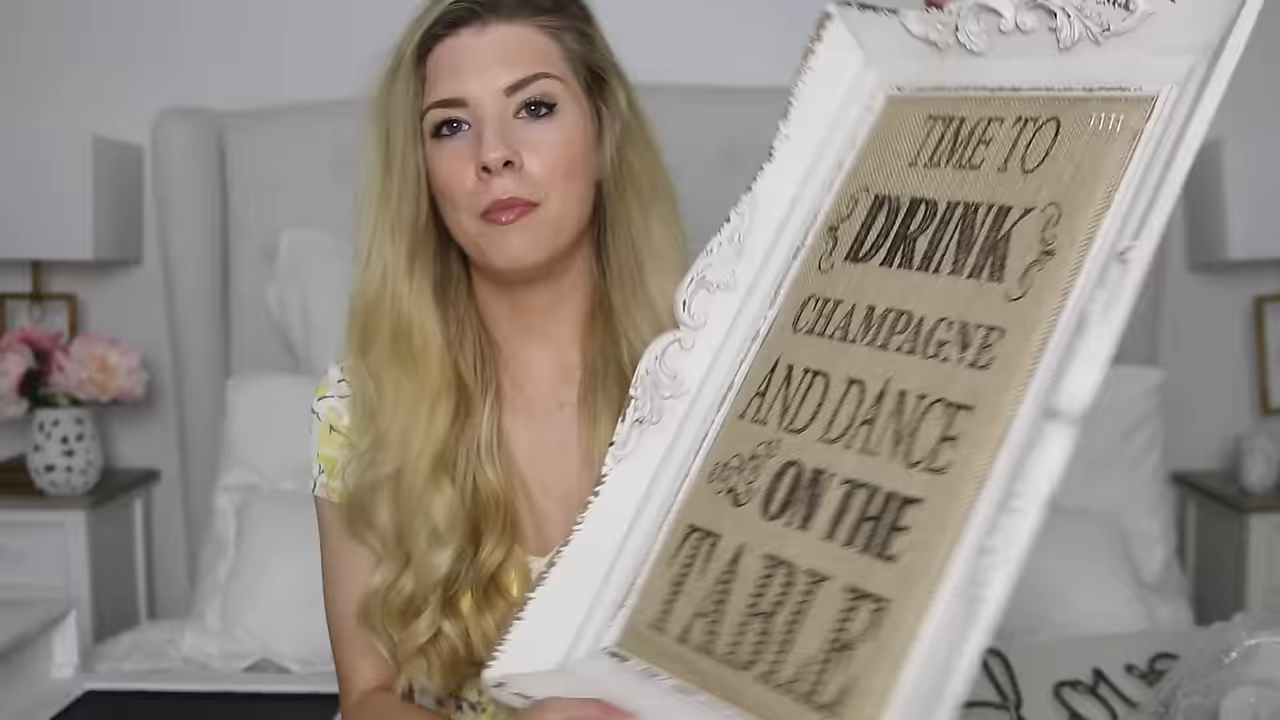 TIME TO
DRINK
CHAMPAGNE
AND DANCE
ON THE
TABLE